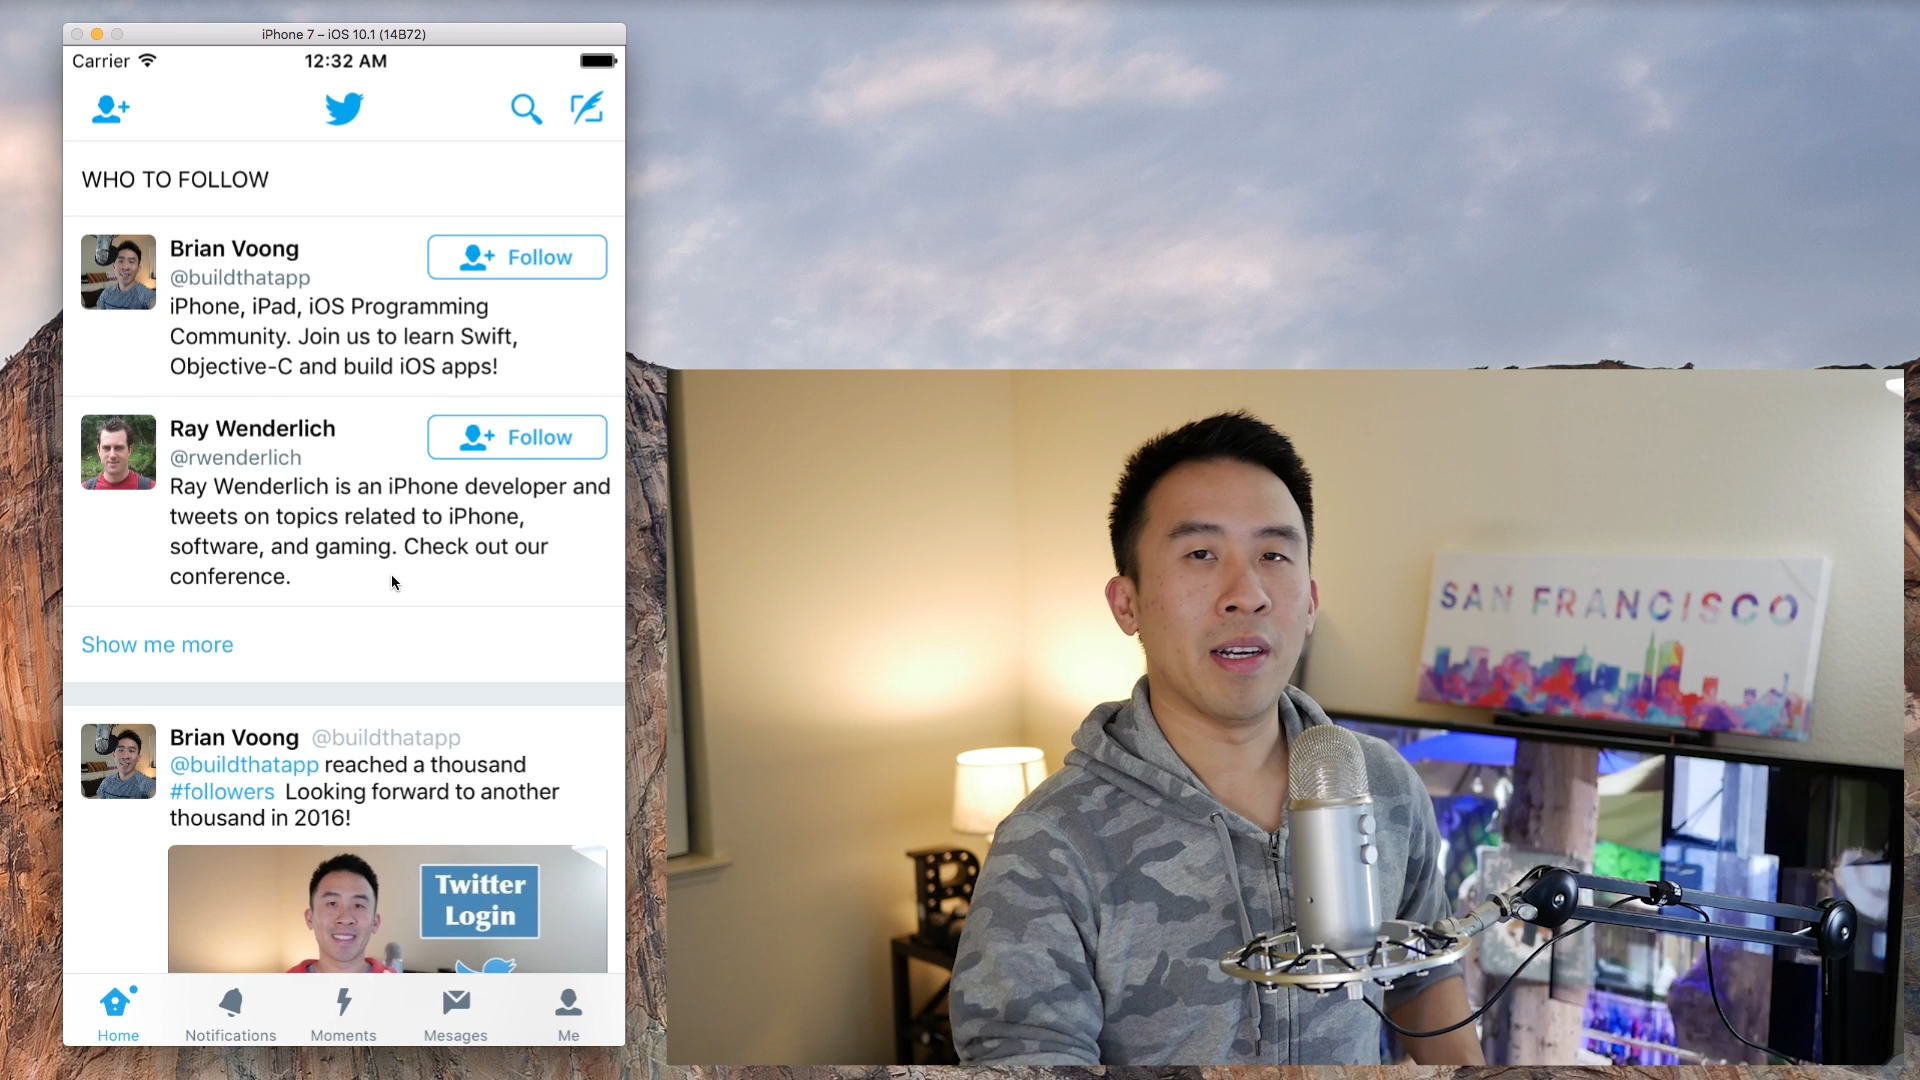 iPhone 7 – iOS 10.1 (14B72)
Carrier
12:32 AM
WHO TO FOLLOW
Brian Voong
Follow
@buildthatapp
iPhone, iPad, iOS Programming
Community. Join us to learn Swift,
Objective-C and build iOS apps!
Ray Wenderlich
Follow
@rwenderlich
Ray Wenderlich is an iPhone developer and
tweets on topics related to iPhone,
software, and gaming. Check out our
conference.
Show me more
Brian Voong @buildthatapp
@buildthatapp reached a thousand
#followers Looking forward to another
thousand in 2016!
Twitter
Login
Home
Notifications
Moments
Mesages
Me
SAN FRANCISCO